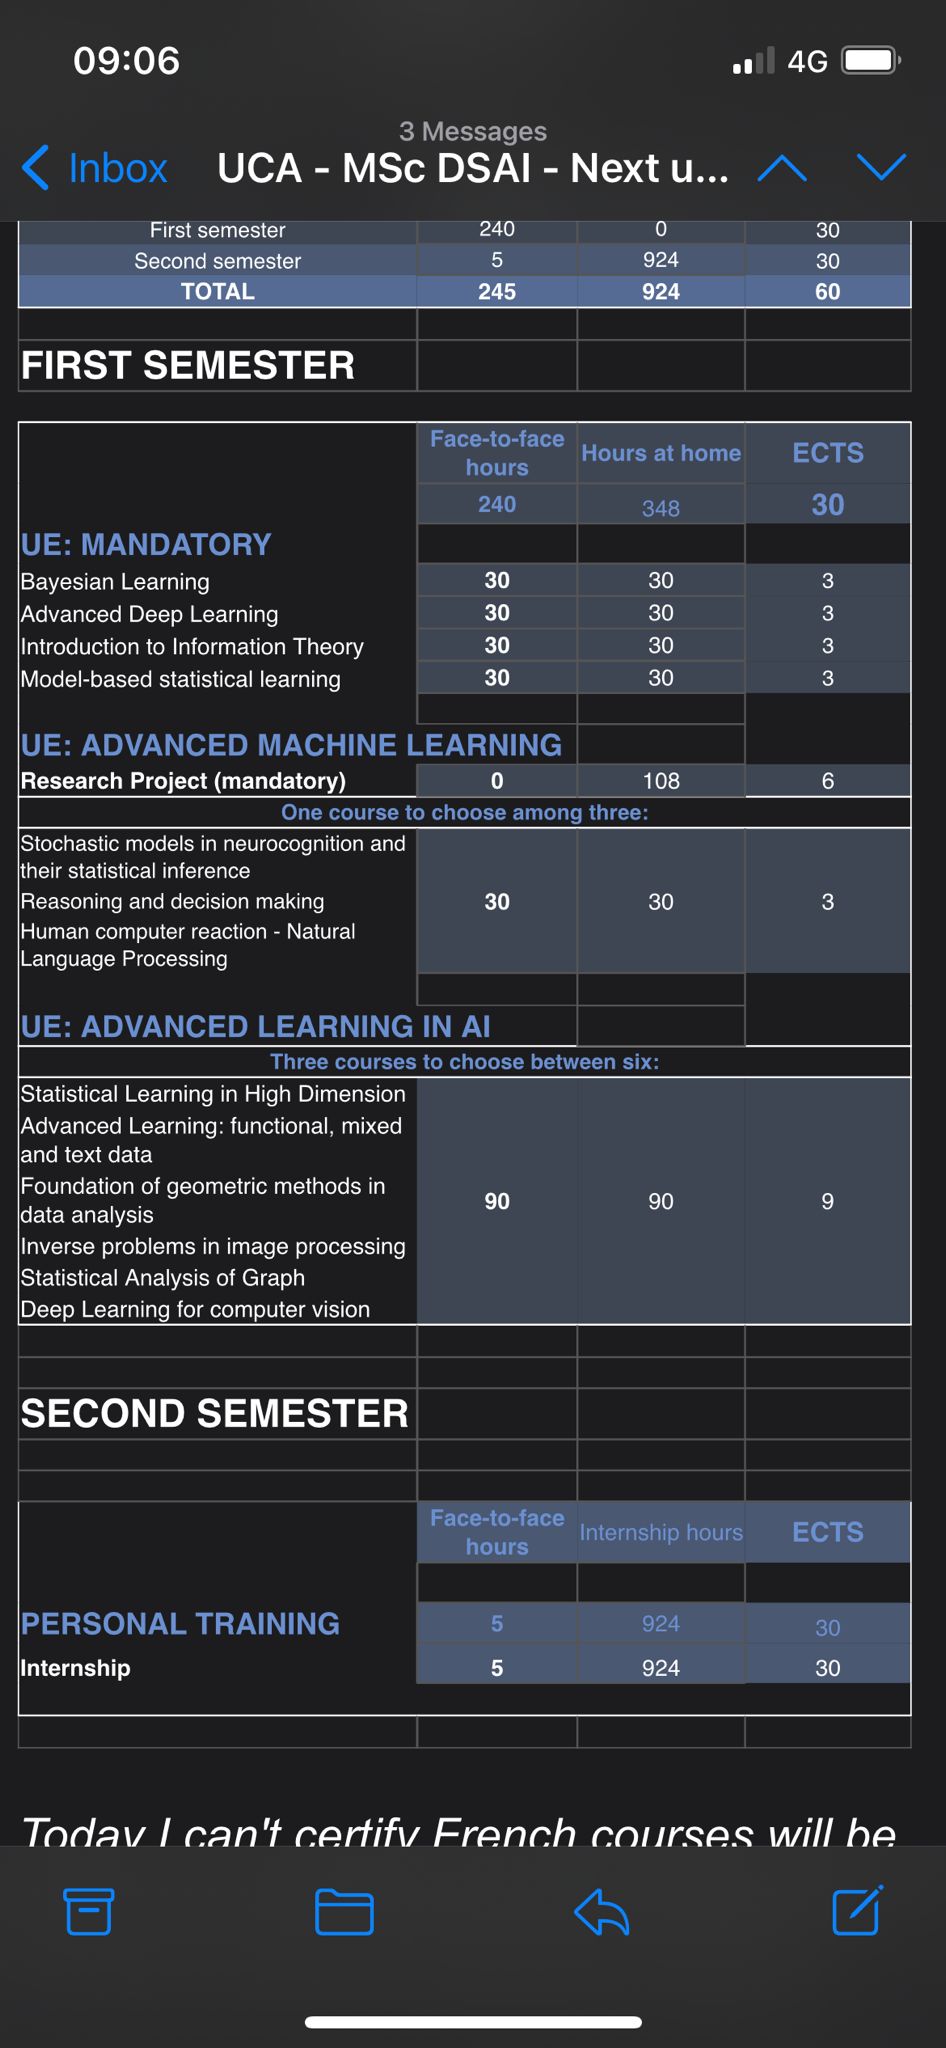 09:06
4G
3 Messages
Inbox
UCA - MSc DSAI - Next u...
First semester 240 0 30
Second semester 5 924 30
TOTAL 245 924 60
FIRST SEMESTER
Face-to-face hours Hours at home ECTS
240 348 30
UE: MANDATORY
Bayesian Learning 30 30 3
Advanced Deep Learning 30 30 3
Introduction to Information Theory 30 30 3
Model-based statistical learning 30 30 3
UE: ADVANCED MACHINE LEARNING
Research Project (mandatory) 0 108 6
One course to choose among three:
Stochastic models in neurocognition and
their statistical inference
Reasoning and decision making 30 30 3
Human computer reaction - Natural
Language Processing
UE: ADVANCED LEARNING IN AI
Three courses to choose between six:
Statistical Learning in High Dimension
Advanced Learning: functional, mixed
and text data
Foundation of geometric methods in
data analysis 90 90 9
Inverse problems in image processing
Statistical Analysis of Graph
Deep Learning for computer vision
SECOND SEMESTER
Face-to-face hours Internship hours ECTS
PERSONAL TRAINING 5 924 30
Internship 5 924 30
Today I can't certify French courses will be